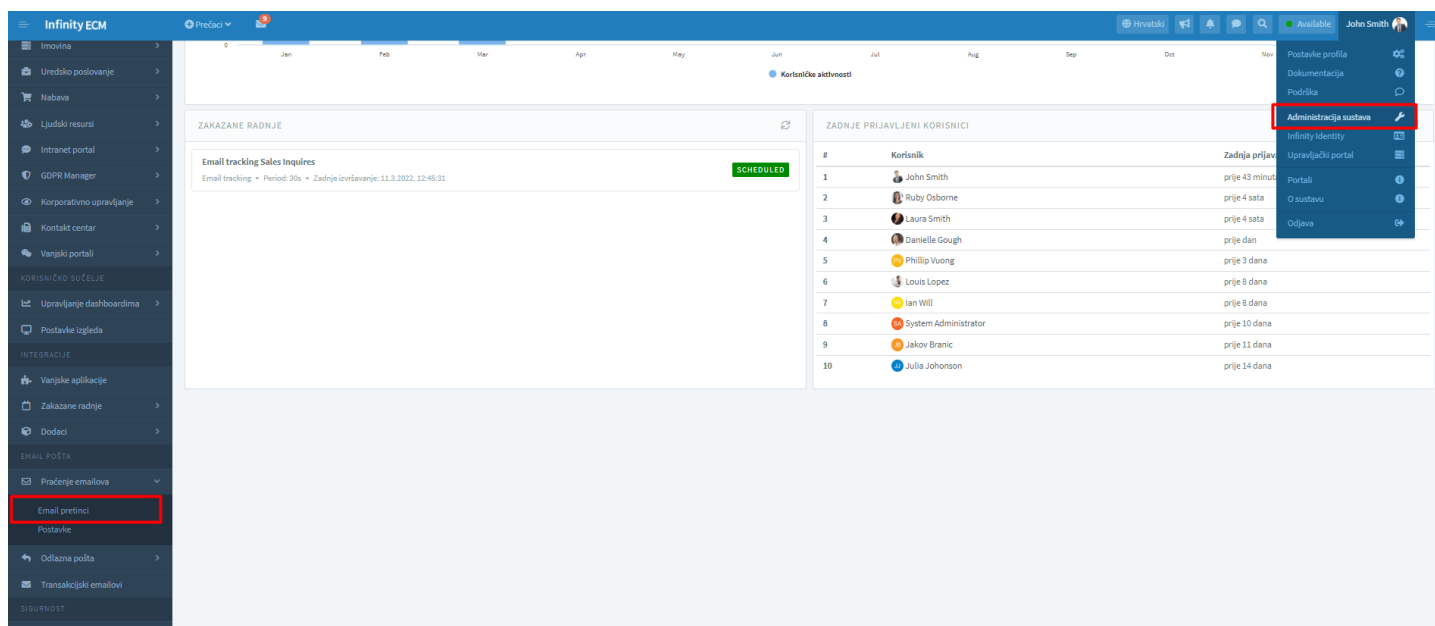 Infinity ECM
Prečaci
9
Hrvatski
Available
John Smith
Imovina
Uredsko poslovanje
Nabava
Ljudski resursi
Intranet portal
GDPR Manager
Korporativno upravljanje
Kontakt centar
Vanjski portali
KORISNIČKO SUČELJE
Upravljanje dashboardima
Postavke izgleda
INTEGRACIJE
Vanjske aplikacije
Zakazane radnje
Dodaci
EMAIL POŠTA
Praćenje emailova
Email pretinci
Postavke
Odlazna pošta
Transakcijski emailovi
SIGURNOST
0
Jan Feb Mar Apr May Jun Jul Aug Sep Oct Nov
Korisničke aktivnosti
ZAKAZANE RADNJE
Email tracking Sales Inquires
Email tracking • Period: 30s • Zadnje izvršavanje: 11.3.2022. 12:45:31
SCHEDULED
ZADNJE PRIJAVLJENI KORISNICI
# Korisnik Zadnja prijava
1 John Smith prije 43 minuta
2 Ruby Osborne prije 4 sata
3 Laura Smith prije 4 sata
4 Danielle Gough prije dan
5 PV Phillip Vuong prije 3 dana
6 Louis Lopez prije 8 dana
7 Ian Will prije 8 dana
8 SA System Administrator prije 10 dana
9 JB Jakov Branic prije 11 dana
10 JJ Julia Johonson prije 14 dana
Postavke profila
Dokumentacija
Podrška
Administracija sustava
Infinity Identity
Upravljački portal
Portali
O sustavu
Odjava